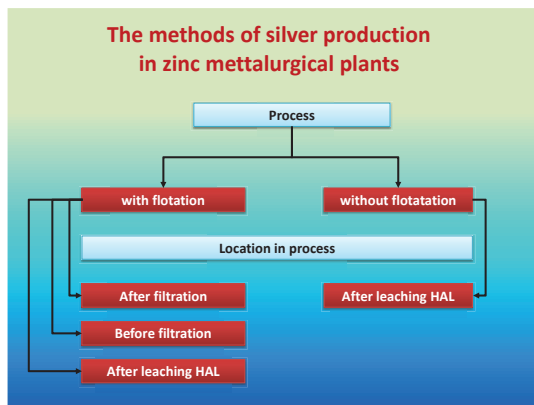 The methods of silver production
in zinc mettalurgical plants
Process
with flotation
without flotatation
Location in process
After filtration
After leaching HAL
Before filtration
After leaching HAL